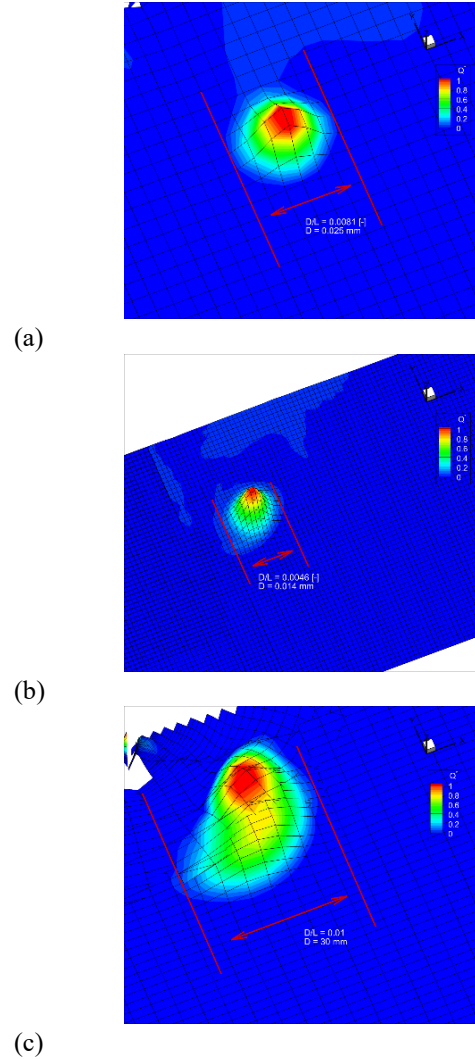 Q*
1
0.8
0.6
0.4
0.2
0
D/L = 0.0081 [-]
D = 0.025 mm
(a)
Q*
1
0.8
0.6
0.4
0.2
0
D/L = 0.0046 [-]
D = 0.014 mm
(b)
Q*
1
0.8
0.6
0.4
0.2
0
D/L = 0.01
D = 30 mm
(c)